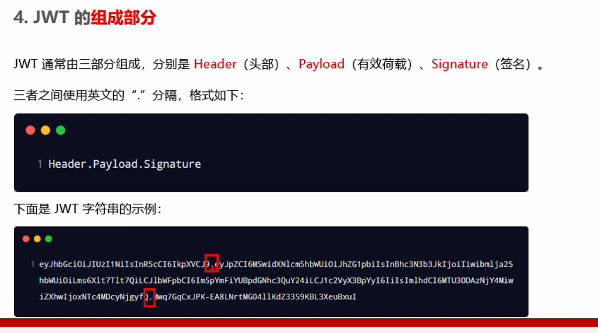 4. JWT 的组成部分
JWT 通常由三部分组成，分别是 Header（头部）、Payload（有效荷载）、Signature（签名）。
三者之间使用英文的“.”分隔，格式如下：
1 Header.Payload.Signature
下面是 JWT 字符串的示例：
1 eyJhbGciOiJIUzI1NiIsInR5cCI6IkpXVCJ9.eyJpZCI6MSwidXNlcm5hbWUiOiJhZG1pbiIsInBhc3N3b3JkIjoiIiwibmlja25